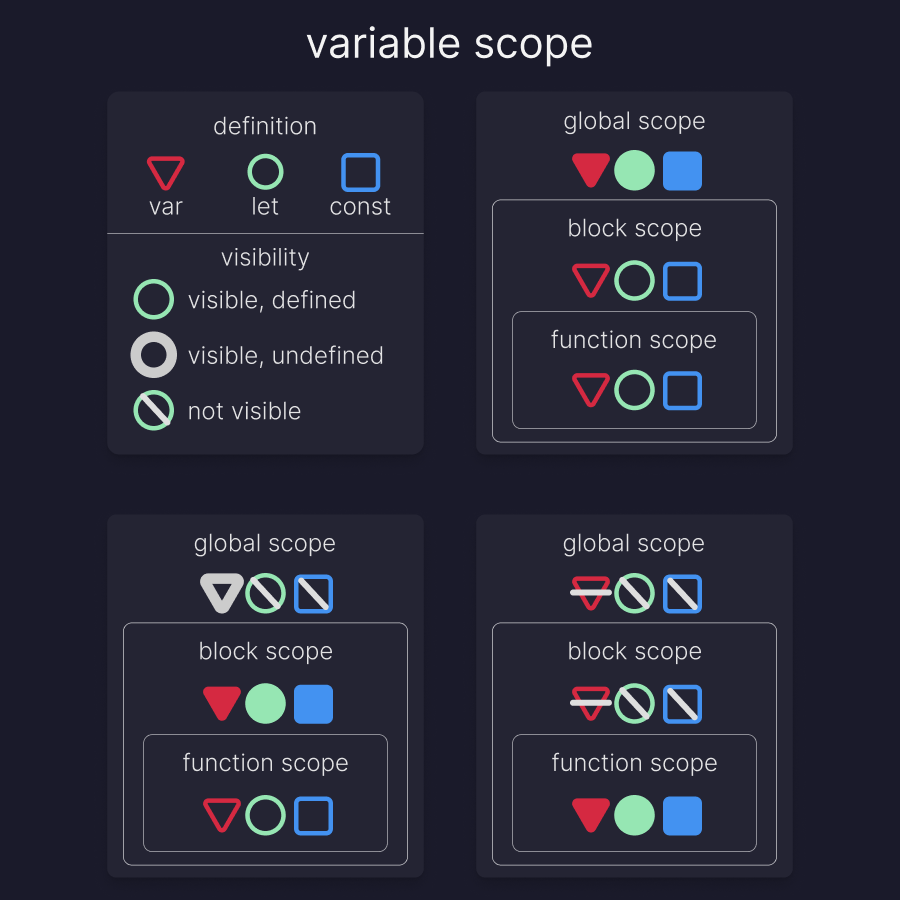 variable scope
definition
var let const
visibility
visible, defined
visible, undefined
not visible
global scope
block scope
function scope
global scope
block scope
function scope
global scope
block scope
function scope